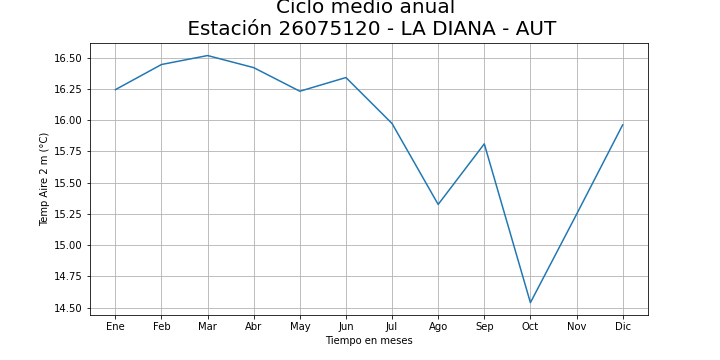 Ciclo medio anual
Estación 26075120 - LA DIANA - AUT
Temp Aire 2 m (°C)
16.50
16.25
16.00
15.75
15.50
15.25
15.00
14.75
14.50
Ene Feb Mar Abr May Jun Jul Ago Sep Oct Nov Dic
Tiempo en meses